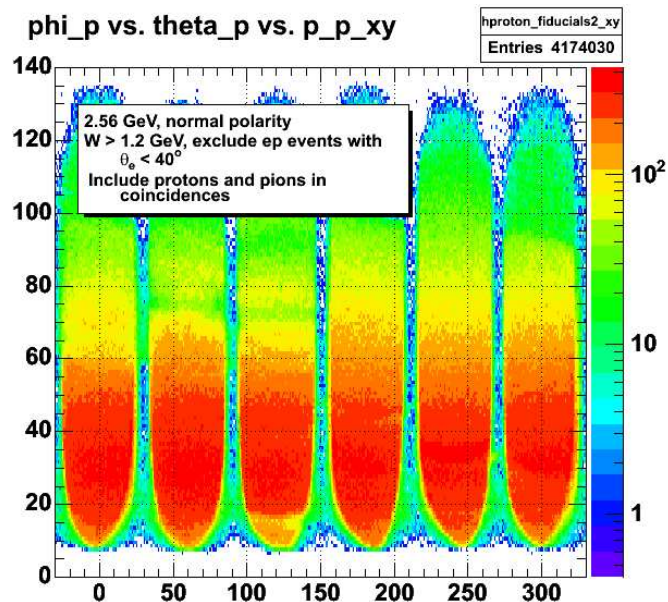 phi_p vs. theta_p vs. p_p_xy
hproton_fiducials2_xy
Entries 4174030
140
120
100
80
60
40
20
0
2.56 GeV, normal polarity
W > 1.2 GeV, exclude ep events with
θe < 40°
Include protons and pions in
coincidences
10²
10
1
0 50 100 150 200 250 300